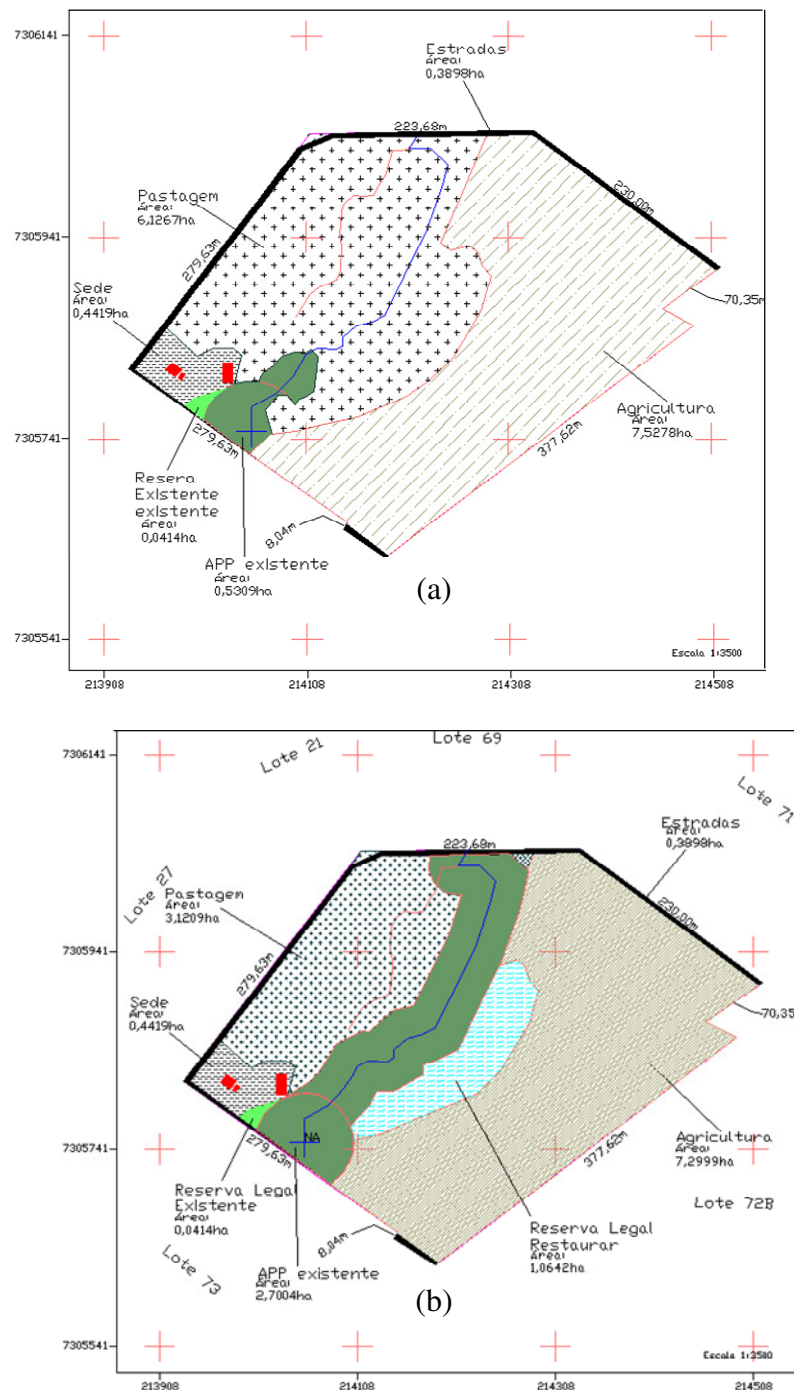 7306141
Estradas
Área:
0,3898ha
223,68m
Pastagem
Área:
6,1267ha
230,00m
7305941
279,63m
Sede
Área:
0,4419ha
70,35m
Agricultura
Área:
7,5278ha
7305741
279,63m
377,62m
Resera
Existente
existente
Área:
0,0414ha
8,04m
APP existente
Área:
0,5309ha
(a)
7305541
Escala 1:3500
213908
214108
214308
214508
Lote 69
Lote 21
7306141
Lote 71
Estradas
Área:
0,3898ha
223,68m
Pastagem
Área:
3,1209ha
Lote 27
230,00m
7305941
279,63m
Sede
Área:
0,4419ha
70,35
NA
7305741
279,63m
377,62m
Agricultura
Área:
7,2999ha
Reserva Legal
Existente
Área:
0,0414ha
Lote 72B
Reserva Legal
Restaurar
Área:
1,0642ha
8,04m
Lote 73
APP existente
Área:
2,7004ha
(b)
7305541
Escala 1:3500
213908
214108
214308
214508